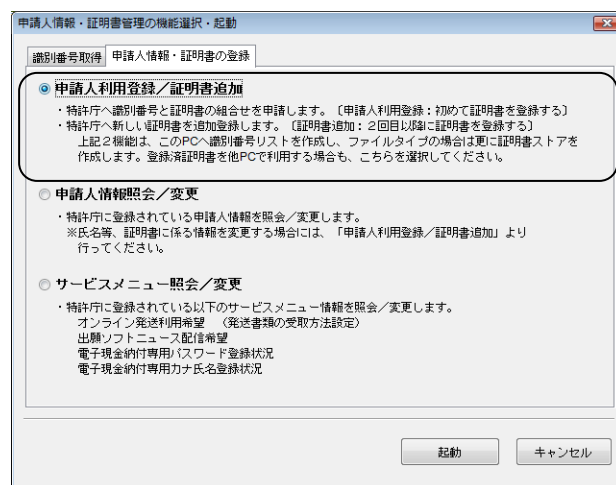 申請人情報・証明書管理の機能選択・起動
識別番号取得 申請人情報・証明書の登録
申請人利用登録／証明書追加
・特許庁へ識別番号と証明書の組合せを申請します。〔申請人利用登録：初めて証明書を登録する〕
・特許庁へ新しい証明書を追加登録します。〔証明書追加：２回目以降に証明書を登録する〕
上記２機能は、このPCへ識別番号リストを作成し、ファイルタイプの場合は更に証明書ストアを
作成します。登録済証明書を他PCで利用する場合も、こちらを選択してください。
申請人情報照会／変更
・特許庁に登録されている申請人情報を照会／変更します。
※氏名等、証明書に係る情報を変更する場合には、「申請人利用登録／証明書追加」より
行ってください。
サービスメニュー照会／変更
・特許庁に登録されている以下のサービスメニュー情報を照会／変更します。
オンライン発送利用希望 （発送書類の受取方法設定）
出願ソフトニュース配信希望
電子現金納付専用パスワード登録状況
電子現金納付専用カナ氏名登録状況
起動 キャンセル